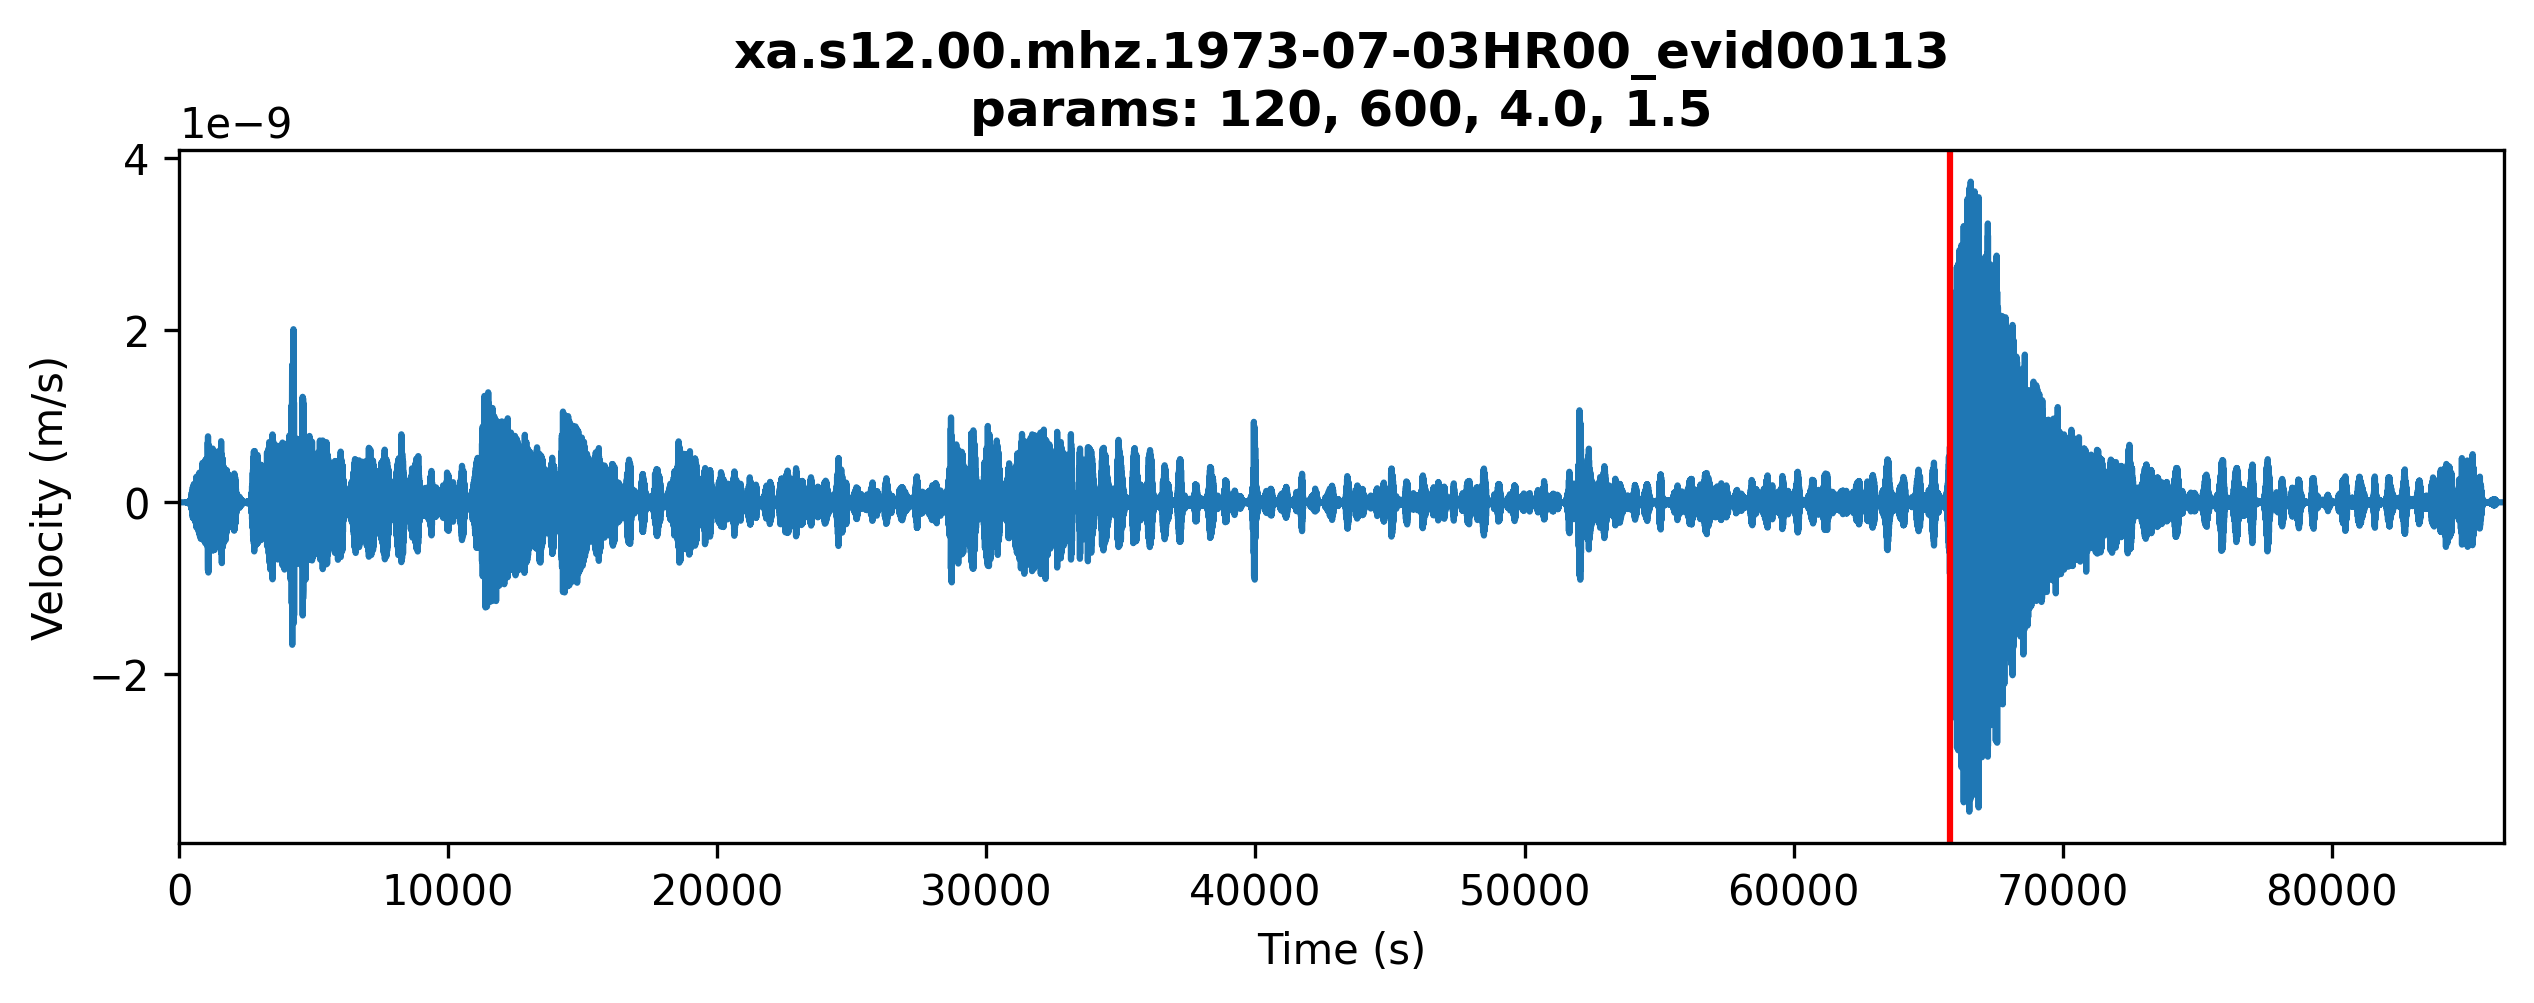 xa.s12.00.mhz.1973-07-03HR00_evid00113
params: 120, 600, 4.0, 1.5
1e−9
4
2
0
−2
Velocity (m/s)
0 10000 20000 30000 40000 50000 60000 70000 80000
Time (s)